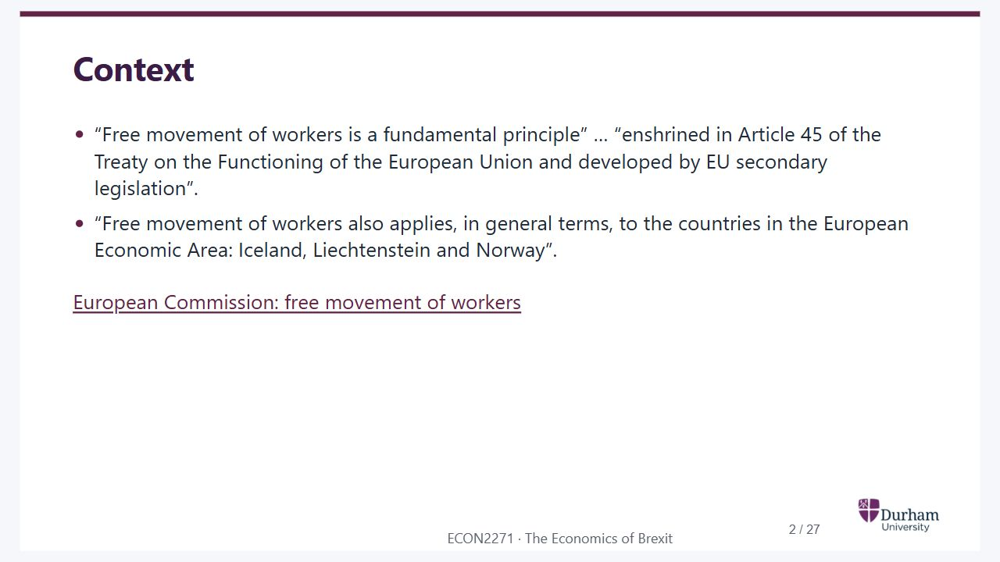 Context
• “Free movement of workers is a fundamental principle” … “enshrined in Article 45 of the
Treaty on the Functioning of the European Union and developed by EU secondary
legislation”.
• “Free movement of workers also applies, in general terms, to the countries in the European
Economic Area: Iceland, Liechtenstein and Norway”.
European Commission: free movement of workers
ECON2271 · The Economics of Brexit
2 / 27
Durham
University